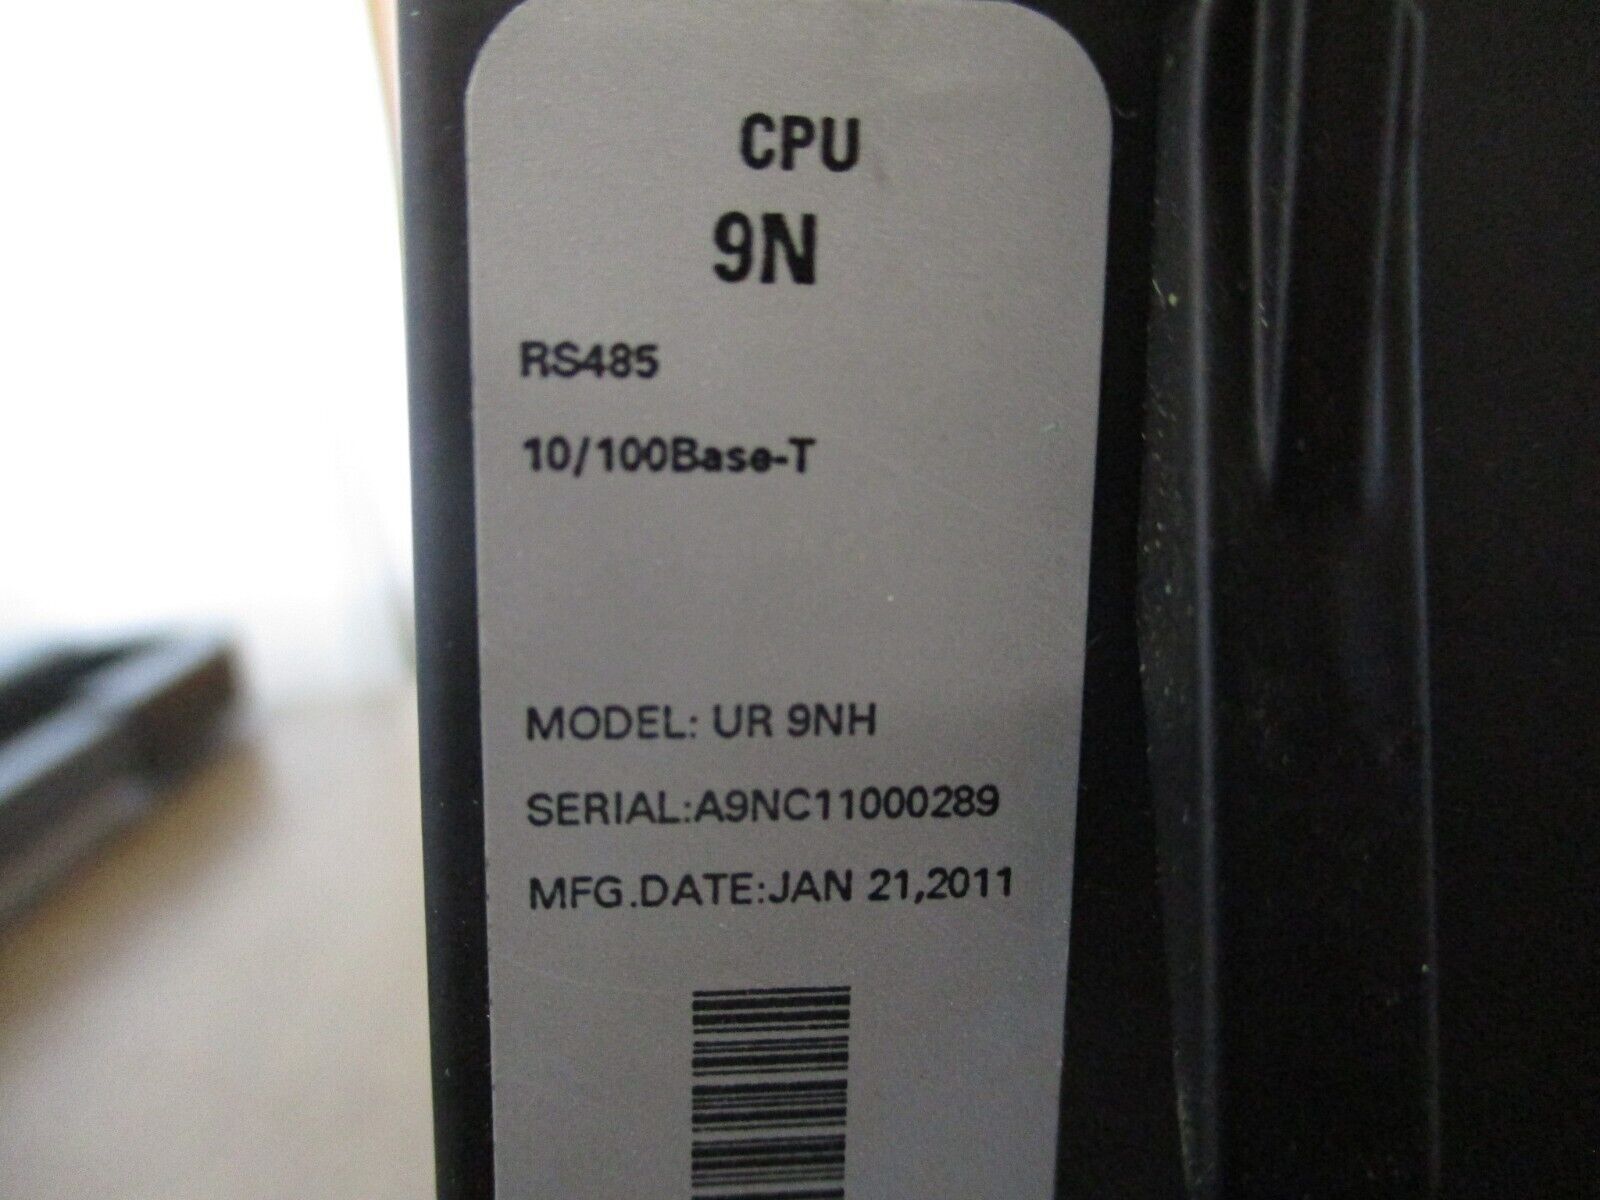 CPU
9N
RS485
10/100Base-T
MODEL: UR 9NH
SERIAL:A9NC11000289
MFG.DATE:JAN 21,2011